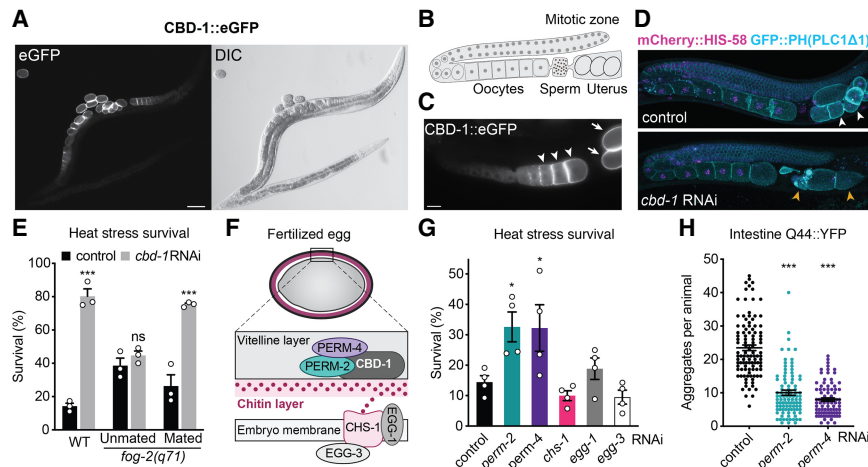 A
CBD-1::eGFP
eGFP
DIC
B
Mitotic zone
Oocytes
Sperm
Uterus
C
CBD-1::eGFP
D
mCherry::HIS-58 GFP::PH(PLC1Δ1)
control
cbd-1 RNAi
E
Heat stress survival
control
cbd-1RNAi
Survival (%)
100
80
60
40
20
0
***
ns
***
WT
Unmated
Mated
fog-2(q71)
F
Fertilized egg
Vitelline layer
PERM-4
PERM-2
CBD-1
Chitin layer
Embryo membrane
CHS-1
EGG-1
EGG-3
G
Heat stress survival
Survival (%)
50
40
30
20
10
0
*
*
control
perm-2
perm-4
chs-1
egg-1
egg-3
RNAi
H
Intestine Q44::YFP
Aggregates per animal
50
40
30
20
10
0
***
***
control
perm-2
perm-4
RNAi